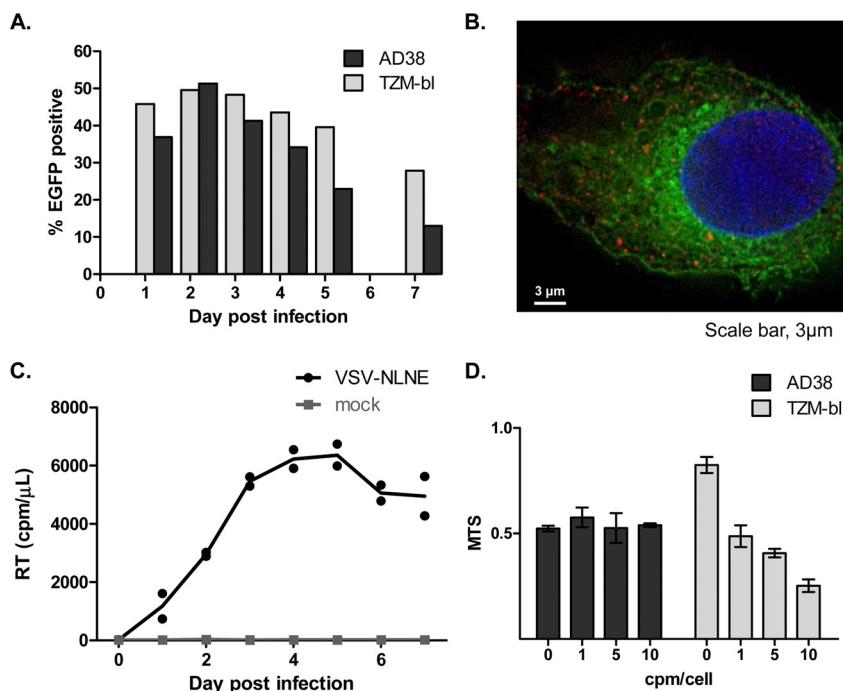 A.
AD38
TZM-bl
% EGFP positive
60
50
40
30
20
10
0
0 1 2 3 4 5 6 7
Day post infection
B.
3 µm
Scale bar, 3µm
C.
VSV-NLNE
mock
RT (cpm/µL)
8000
6000
4000
2000
0
0 2 4 6
Day post infection
D.
AD38
TZM-bl
MTS
1.0
0.5
0 1 5 10 0 1 5 10
cpm/cell